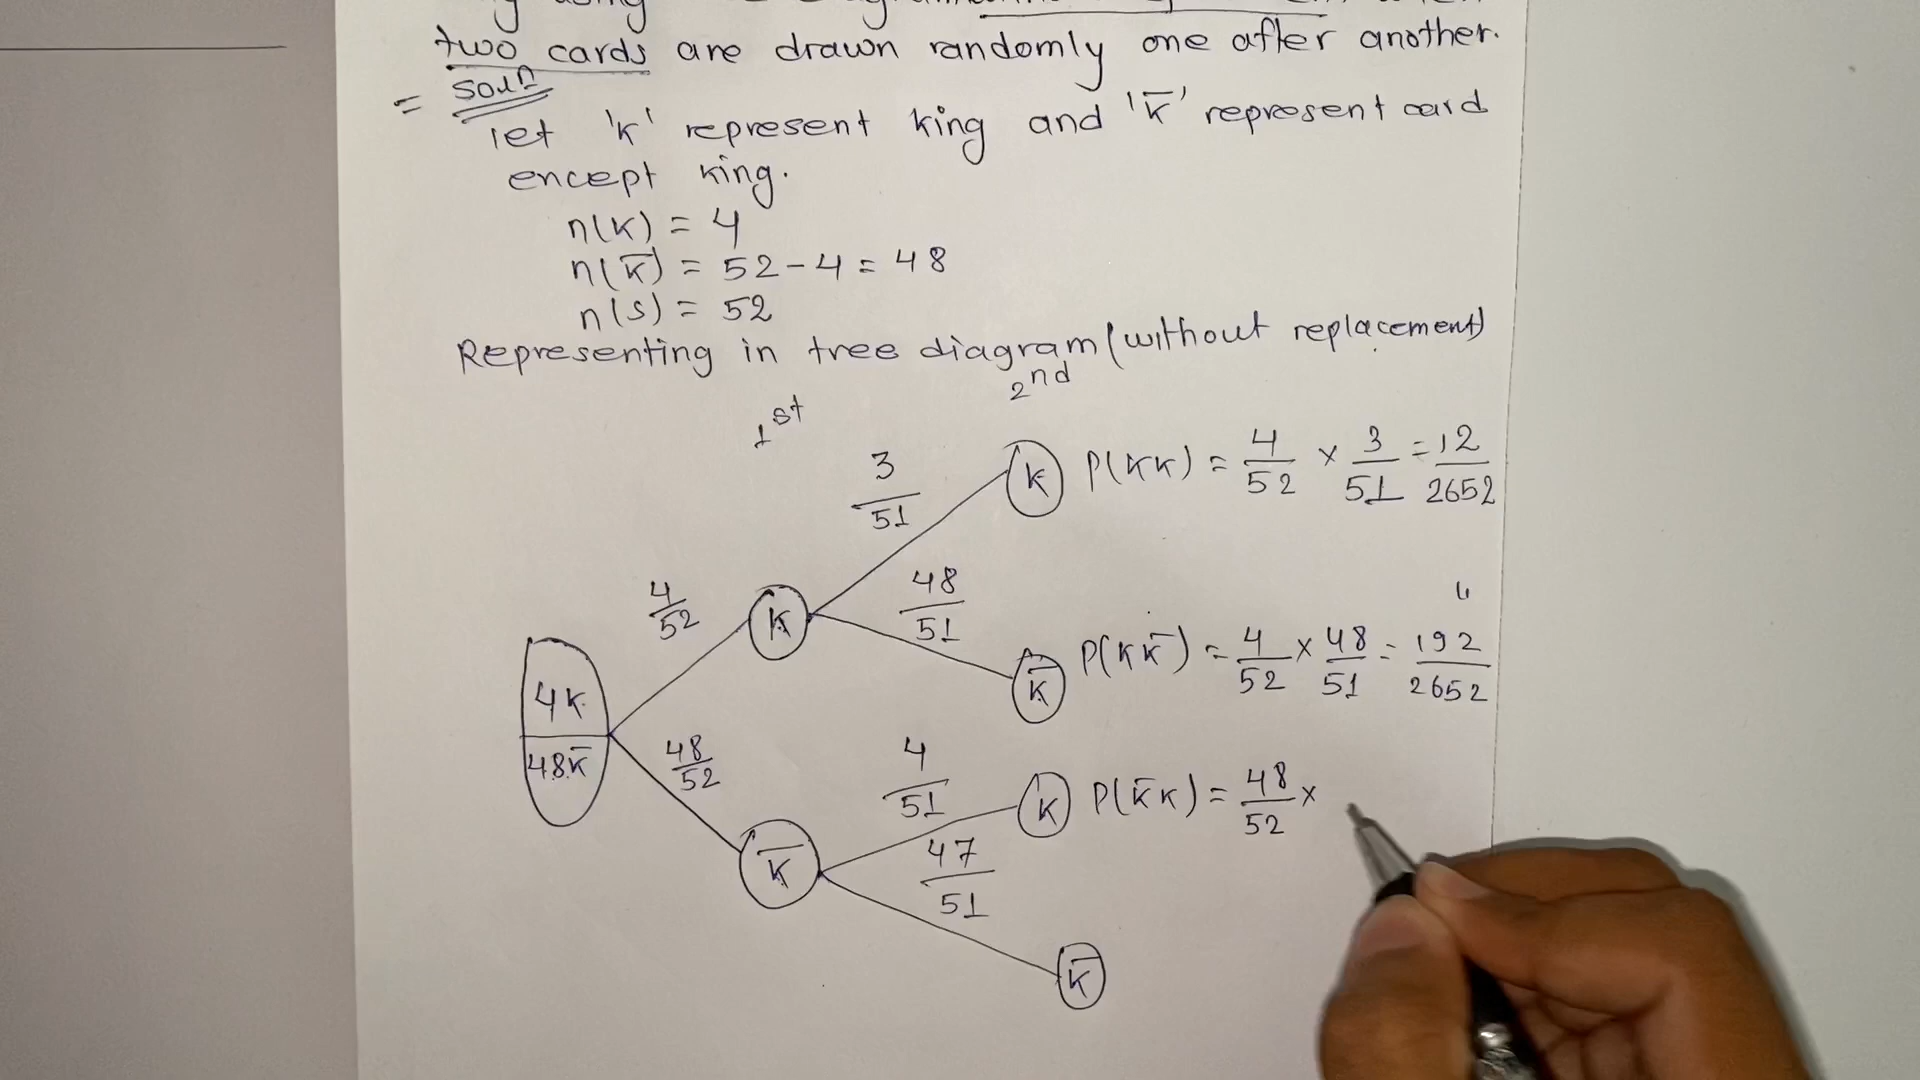 using
two cards are drawn randomly one after another.
= Soln
let 'K' represent king and 'K̅' represent card
encept king.
n(K) = 4
n(K̅) = 52-4 = 48
n(S) = 52
Representing in tree diagram (without replacement)
1st 2nd
3/51 K P(KK) = 4/52 × 3/51 = 12/2652
4/52 K 48/51
K̅ P(KK̅) = 4/52 × 48/51 = 192/2652
4K
48K̅
48/52 4/51 K P(K̅K) = 48/52 ×
K̅ 47/51
K̅